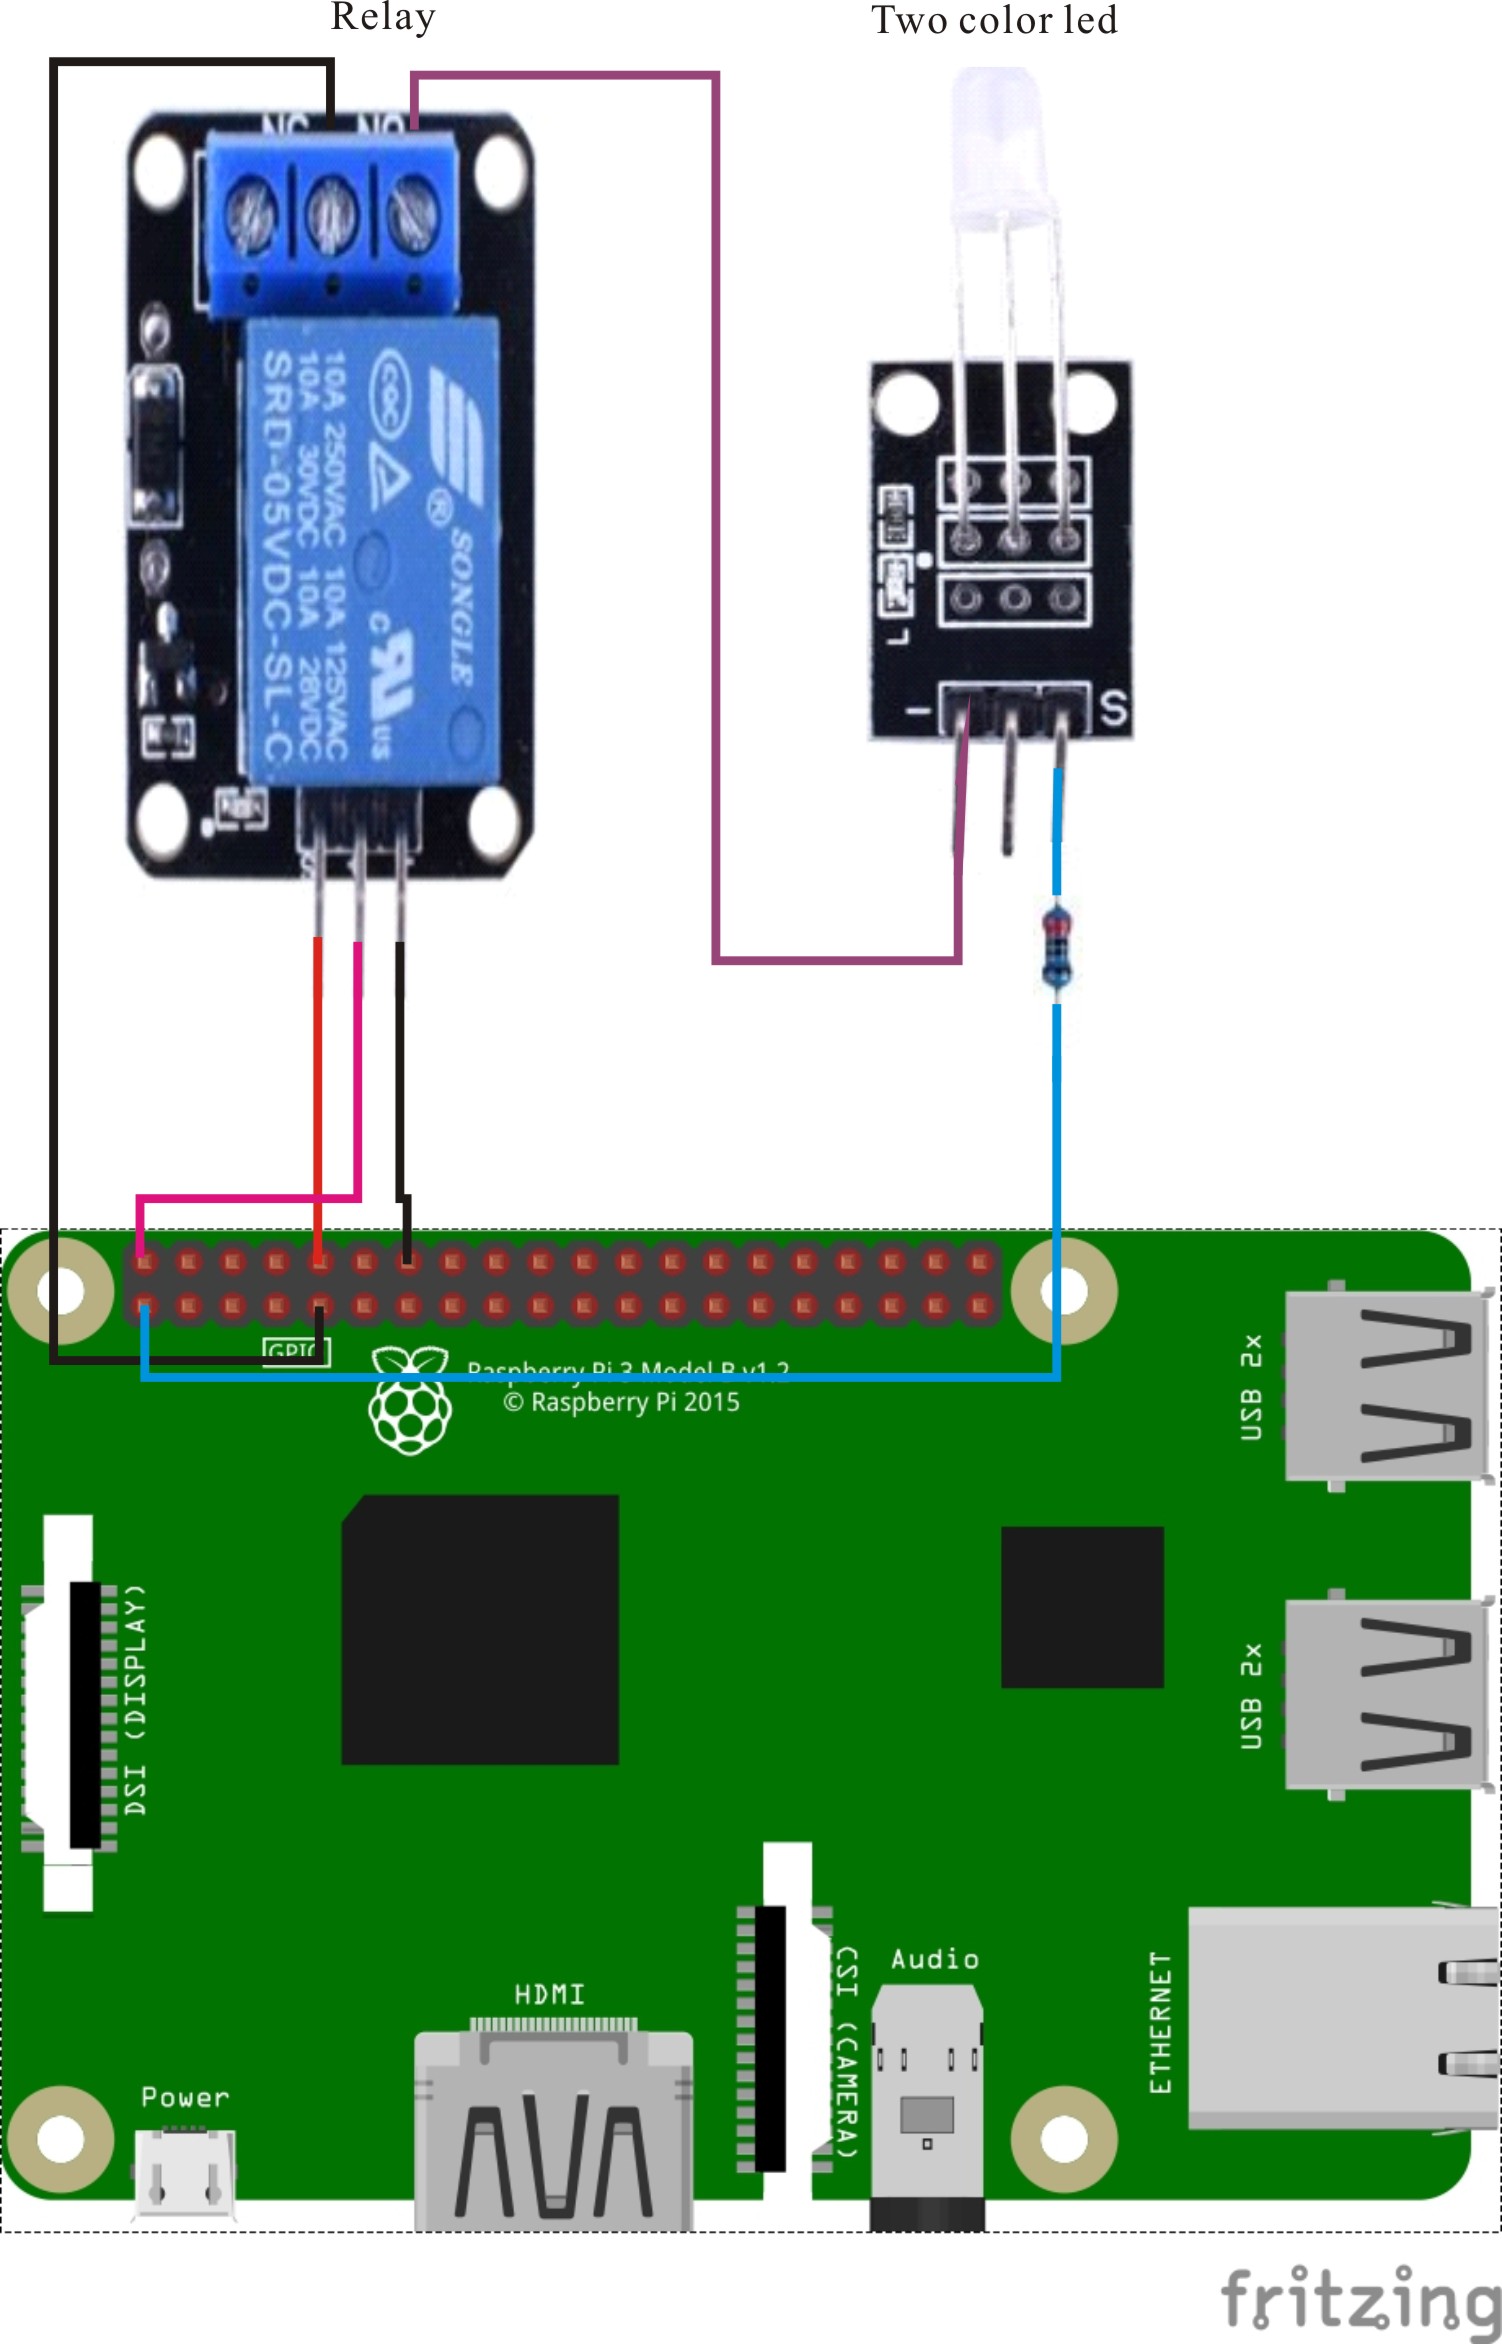 Relay
Two color led
NC NO
10A 250VAC 10A 125VAC
10A 30VDC 10A 28VDC
SRD-05VDC-SL-C
CQC
SONGLE
®
C
US
L
- S
GPIO
Raspberry Pi 3 Model B v1.2
© Raspberry Pi 2015
USB 2x
USB 2x
DSI (DISPLAY)
CSI (CAMERA)
Audio
ETHERNET
HDMI
Power
fritzing